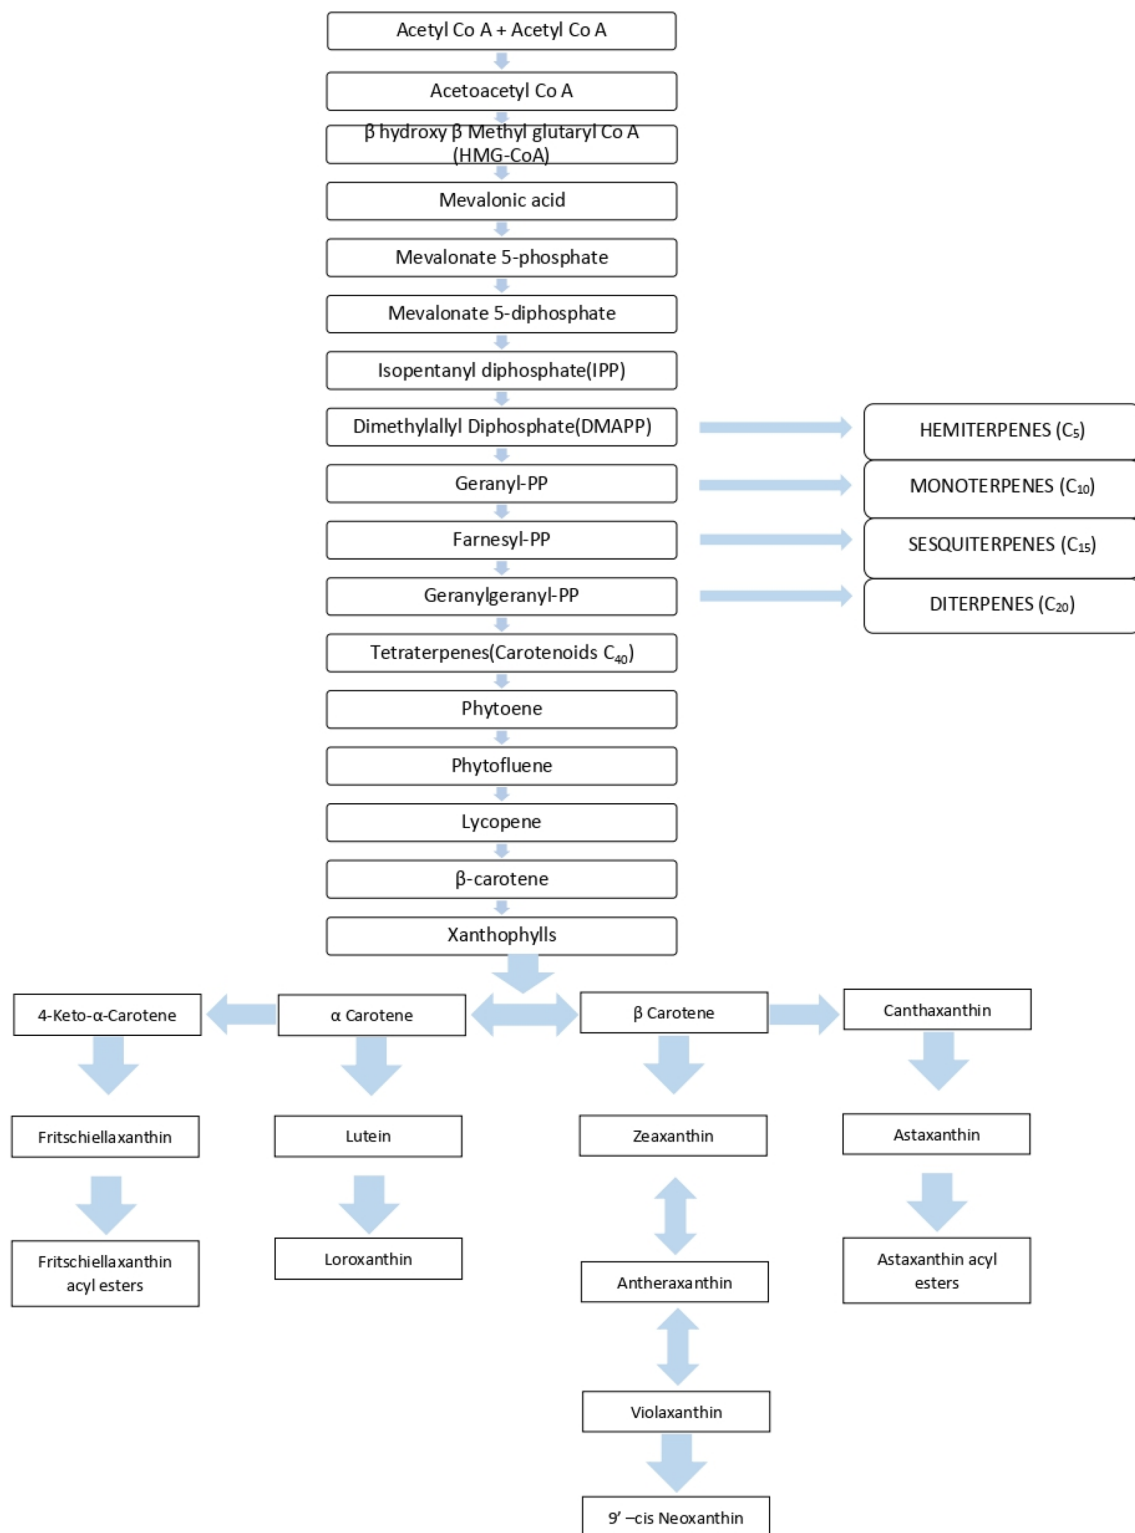 Acetyl Co A + Acetyl Co A
Acetoacetyl Co A
β hydroxy β Methyl glutaryl Co A
(HMG-CoA)
Mevalonic acid
Mevalonate 5-phosphate
Mevalonate 5-diphosphate
Isopentanyl diphosphate(IPP)
Dimethylallyl Diphosphate(DMAPP)
HEMITERPENES (C₅)
Geranyl-PP
MONOTERPENES (C₁₀)
Farnesyl-PP
SESQUITERPENES (C₁₅)
Geranylgeranyl-PP
DITERPENES (C₂₀)
Tetraterpenes(Carotenoids C₄₀)
Phytoene
Phytofluene
Lycopene
β-carotene
Xanthophylls
4-Keto-α-Carotene
α Carotene
β Carotene
Canthaxanthin
Fritschiellaxanthin
Lutein
Zeaxanthin
Astaxanthin
Fritschiellaxanthin
acyl esters
Loroxanthin
Antheraxanthin
Astaxanthin acyl
esters
Violaxanthin
9′ –cis Neoxanthin